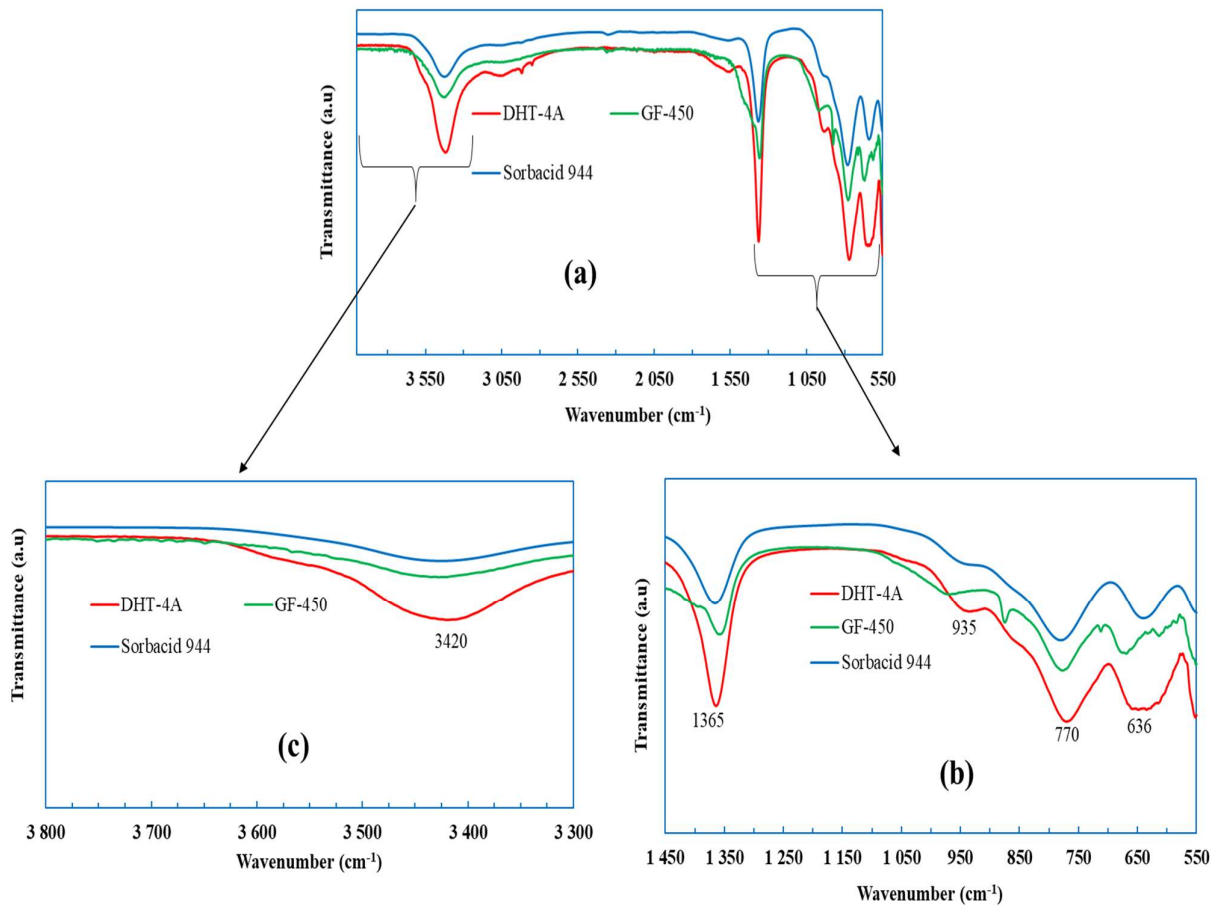 Transmittance (a.u)
DHT-4A
GF-450
Sorbacid 944
(a)
3 550
3 050
2 550
2 050
1 550
1 050
550
Wavenumber (cm-1)
Transmittance (a.u)
DHT-4A
GF-450
Sorbacid 944
3420
(c)
3 800
3 700
3 600
3 500
3 400
3 300
Wavenumber (cm-1)
Transmittance (a.u)
DHT-4A
GF-450
Sorbacid 944
935
1365
770
636
(b)
1 450
1 350
1 250
1 150
1 050
950
850
750
650
550
Wavenumber (cm-1)